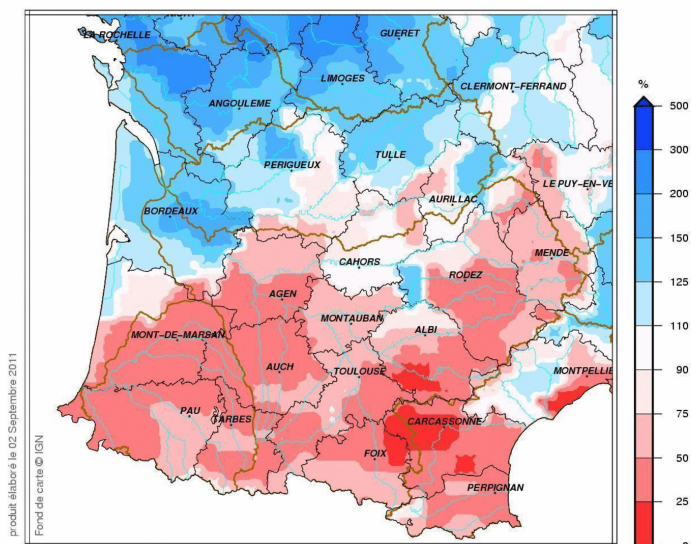 LA ROCHELLE
GUERET
LIMOGES
CLERMONT-FERRAND
ANGOULEME
TULLE
PERIGUEUX
LE PUY-EN-VE
AURILLAC
BORDEAUX
MENDE
CAHORS
RODEZ
AGEN
MONTAUBAN
ALBI
MONT-DE-MARSAN
AUCH
TOULOUSE
MONTPELLIE
PAU
TARBES
CARCASSONNE
FOIX
PERPIGNAN
%
500
300
200
150
125
110
90
75
50
25
produit élaboré le 02 Septembre 2011
Fond de carte © IGN